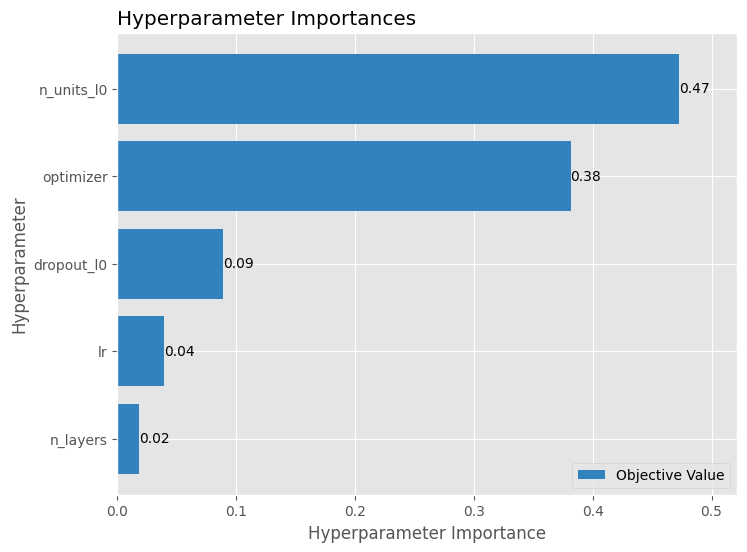 Hyperparameter Importances
n_units_l0
0.47
optimizer
0.38
dropout_l0
0.09
lr
0.04
n_layers
0.02
Hyperparameter
Objective Value
0.0 0.1 0.2 0.3 0.4 0.5
Hyperparameter Importance